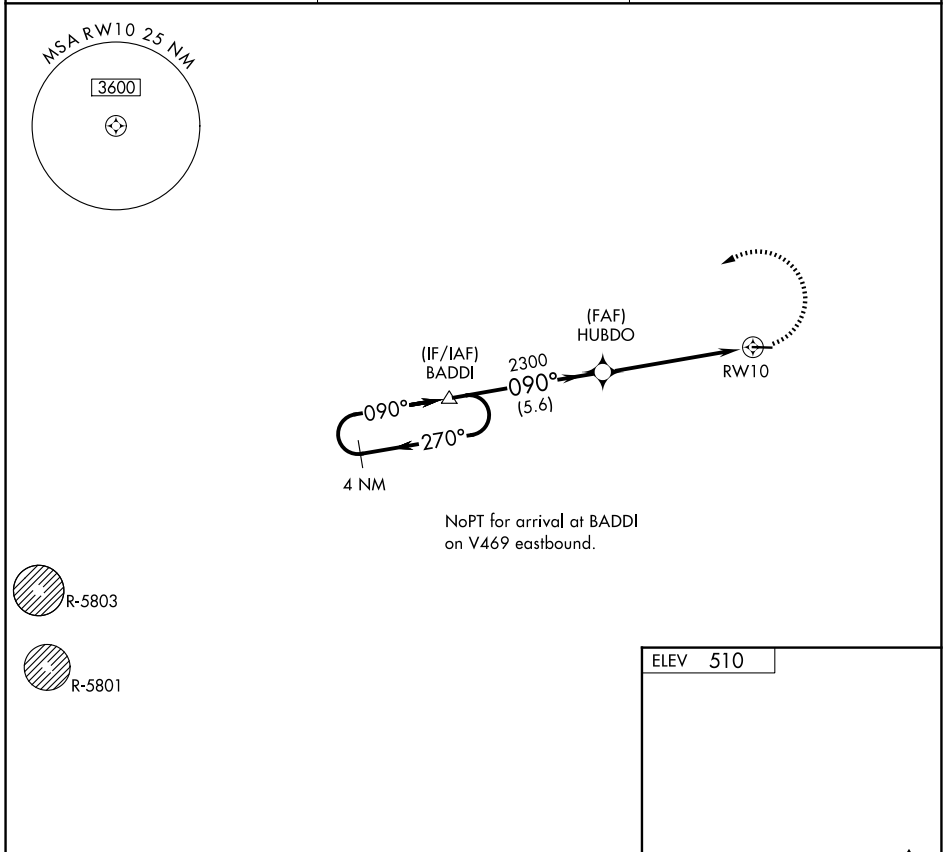 MSA RW10 25 NM
3600
(FAF)
HUBDO
(IF/IAF)
BADDI
2300
090°
(5.6)
RW10
090°
270°
4 NM
NoPT for arrival at BADDI
on V469 eastbound.
R-5803
R-5801
ELEV 510